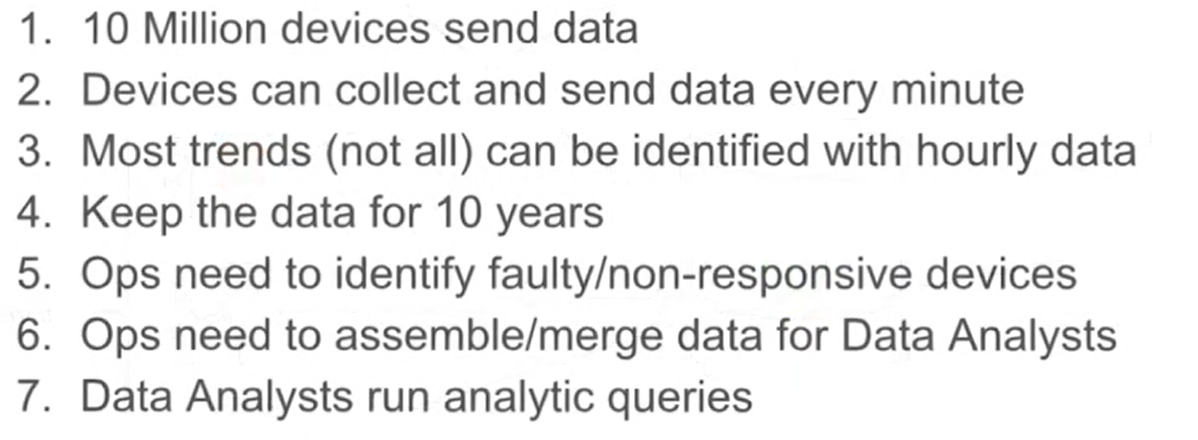 1. 10 Million devices send data
2. Devices can collect and send data every minute
3. Most trends (not all) can be identified with hourly data
4. Keep the data for 10 years
5. Ops need to identify faulty/non-responsive devices
6. Ops need to assemble/merge data for Data Analysts
7. Data Analysts run analytic queries